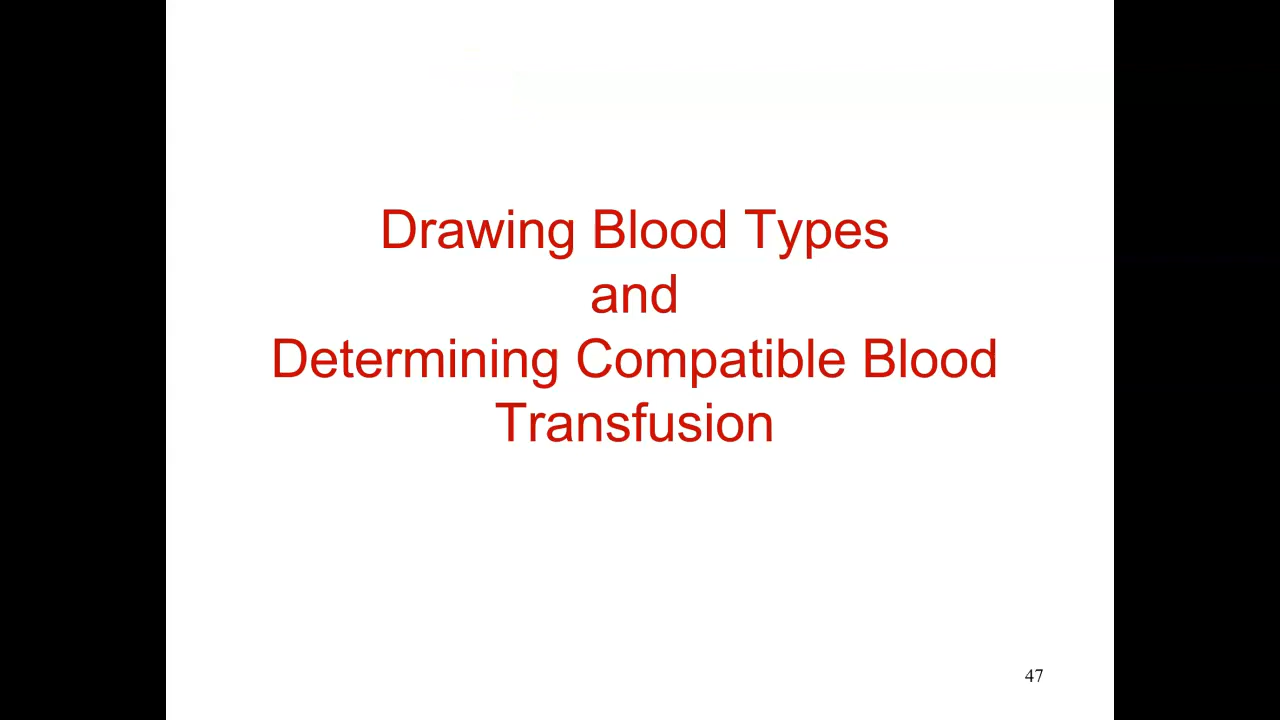 Drawing Blood Types
and
Determining Compatible Blood
Transfusion
47